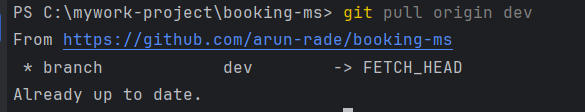 PS C:\mywork-project\booking-ms> git pull origin dev
From https://github.com/arun-rade/booking-ms
 * branch            dev        -> FETCH_HEAD
Already up to date.